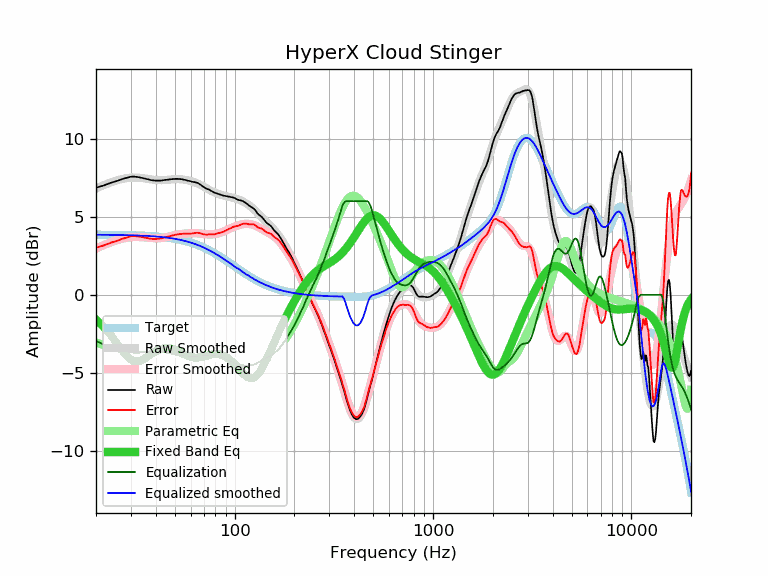 HyperX Cloud Stinger
Amplitude (dBr)
10
5
0
−5
−10
Target
Raw Smoothed
Error Smoothed
Raw
Error
Parametric Eq
Fixed Band Eq
Equalization
Equalized smoothed
100
1000
10000
Frequency (Hz)